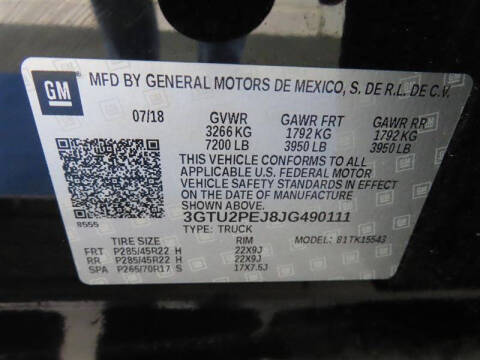 GM
MFD BY GENERAL MOTORS DE MEXICO, S. DE R.L. DE C.V.
07/18 GVWR GAWR FRT GAWR RR
3266 KG 1792 KG 1792 KG
7200 LB 3950 LB 3950 LB
THIS VEHICLE CONFORMS TO ALL
APPLICABLE U.S. FEDERAL MOTOR
VEHICLE SAFETY STANDARDS IN EFFECT
ON THE DATE OF MANUFACTURE
SHOWN ABOVE.
3GTU2PEJ8JG490111
8555 TYPE: TRUCK
TIRE SIZE RIM MODEL: 81TK15543
FRT P285/45R22 H 22X9J
RR P285/45R22 H 22X9J
SPA P265/70R17 S 17X7.5J